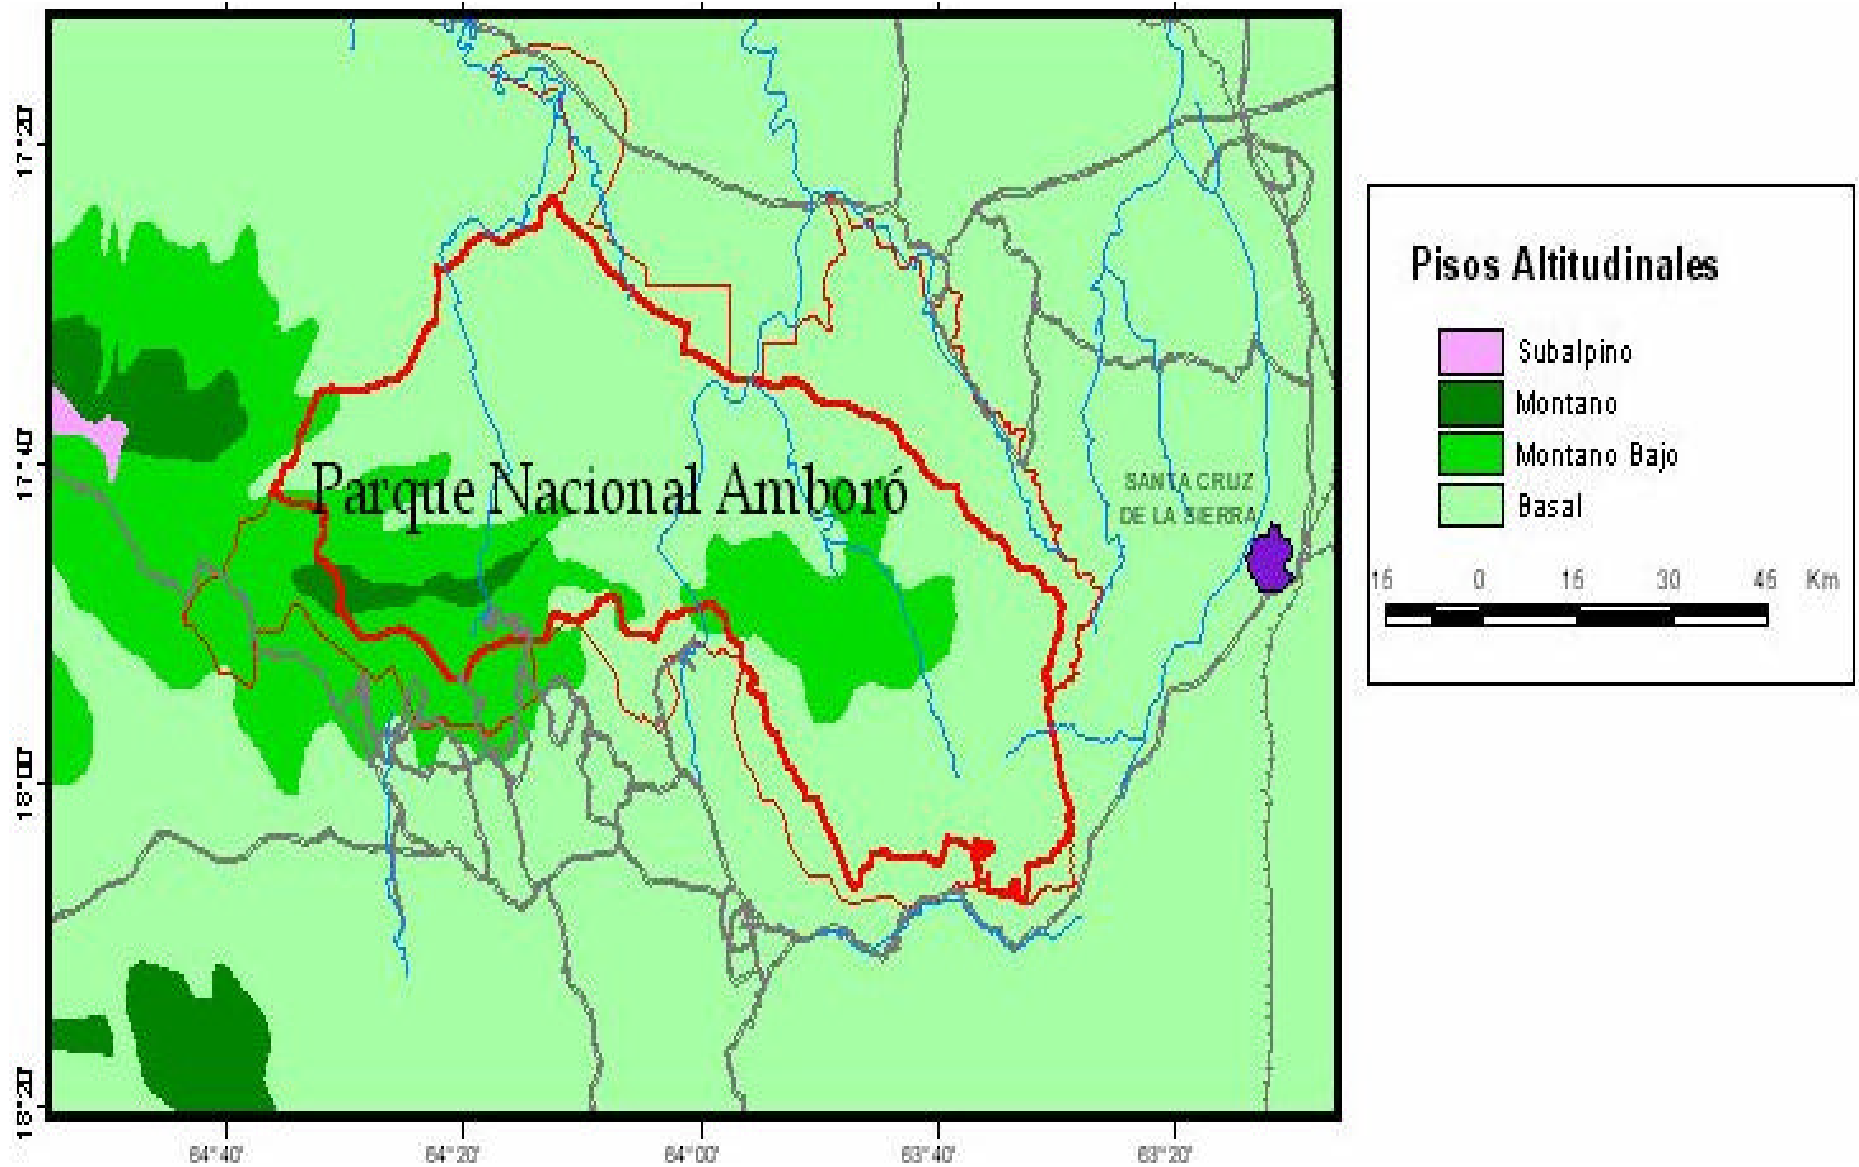 17°20'
17°40'
18°00'
18°20'
64°40'
64°20'
64°00'
63°40'
63°20'
Parque Nacional Amboró
SANTA CRUZ
DE LA SIERRA
Pisos Altitudinales
Subalpino
Montano
Montano Bajo
Basal
15 0 15 30 45 Km